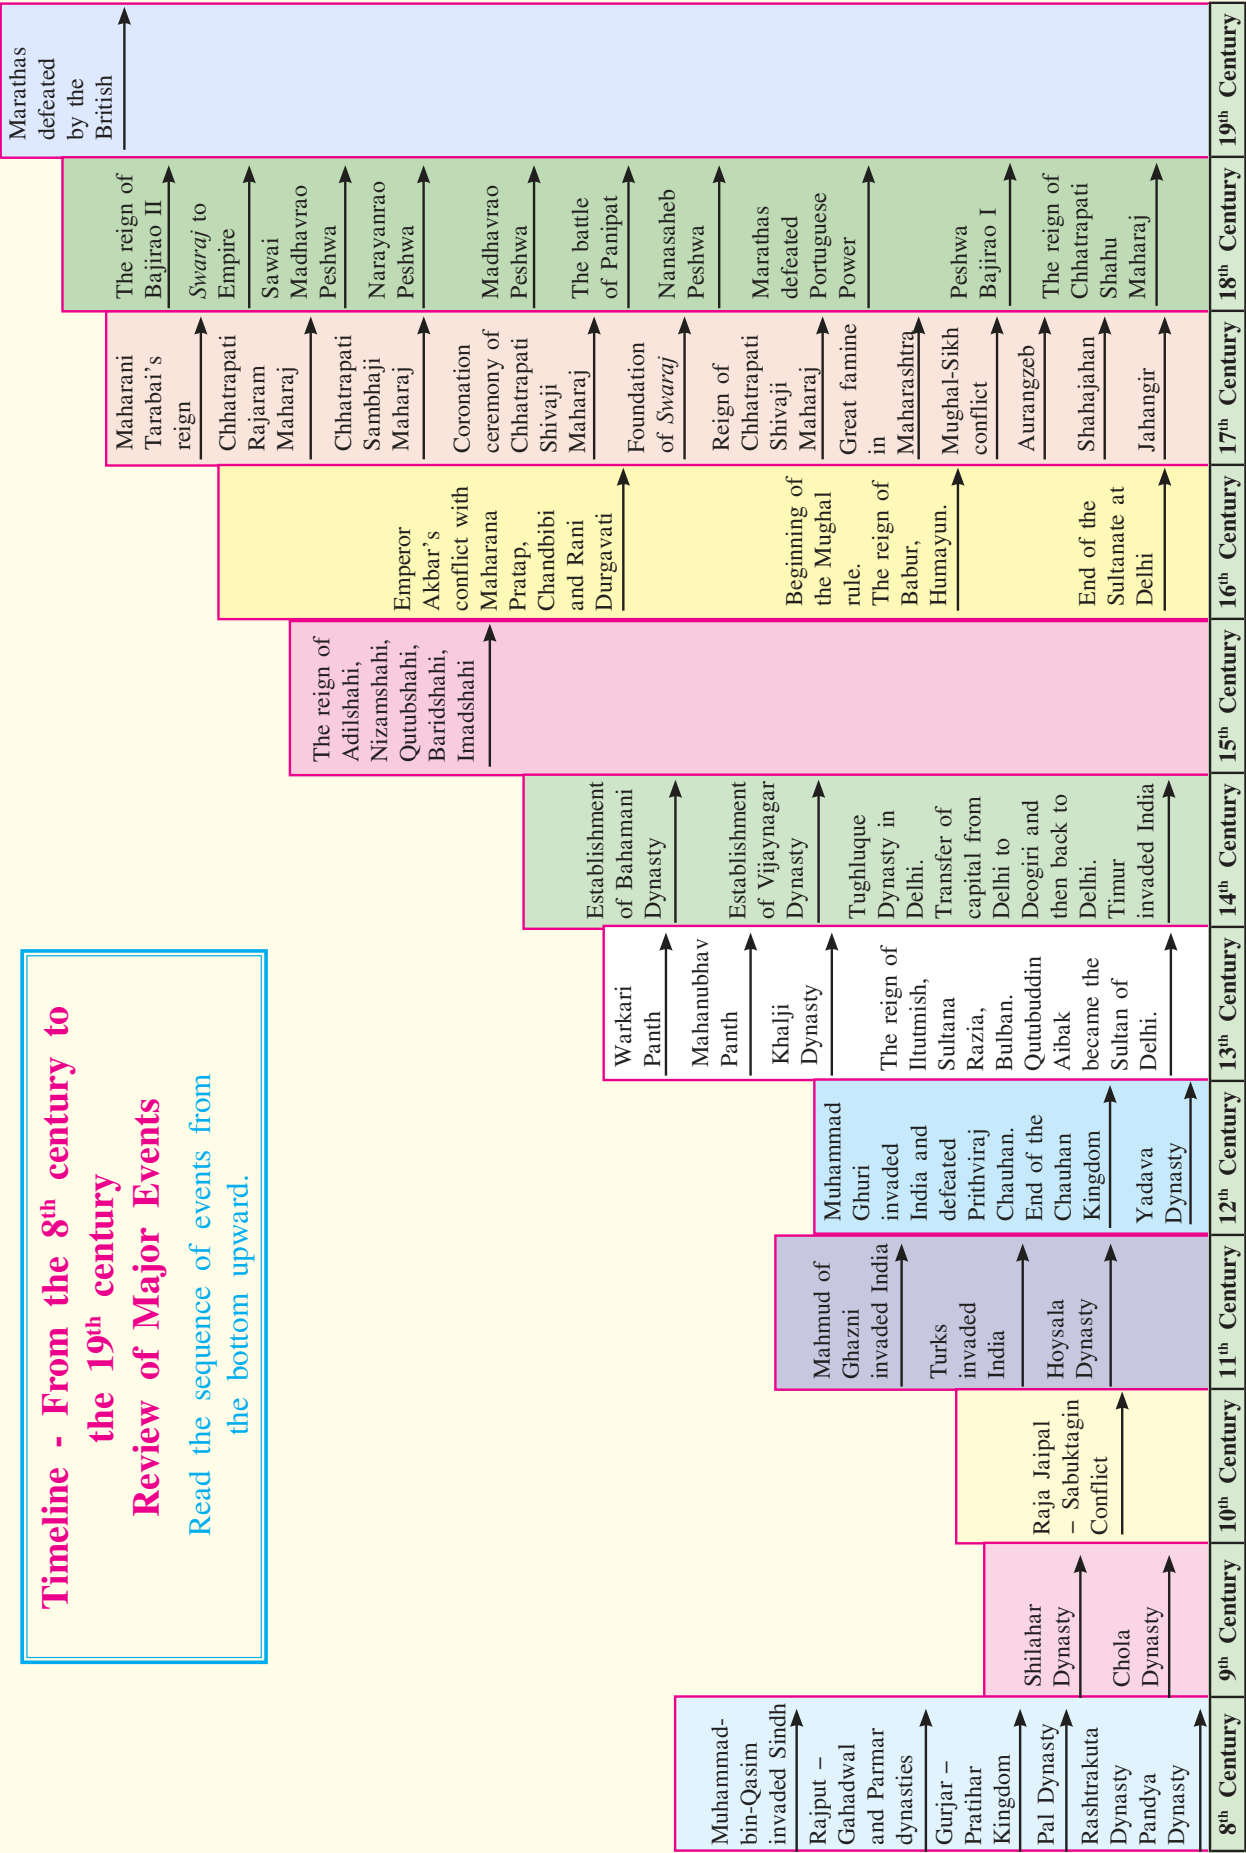 Timeline - From the 8th century to
the 19th century
Review of Major Events
Read the sequence of events from
the bottom upward.
Muhammad-
bin-Qasim
invaded Sindh
Rajput –
Gahadwal
and Parmar
dynasties
Gurjar –
Pratihar
Kingdom
Pal Dynasty
Rashtrakuta
Dynasty
Pandya
Dynasty
8th Century
Shilahar
Dynasty
Chola
Dynasty
9th Century
Raja Jaipal
– Sabuktagin
Conflict
10th Century
Mahmud of
Ghazni
invaded India
Turks
invaded
India
Hoysala
Dynasty
11th Century
Muhammad
Ghuri
invaded
India and
defeated
Prithviraj
Chauhan.
End of the
Chauhan
Kingdom
Yadava
Dynasty
12th Century
Warkari
Panth
Mahanubhav
Panth
Khalji
Dynasty
The reign of
Iltutmish,
Sultana
Razia,
Bulban.
Qutubuddin
Aibak
became the
Sultan of
Delhi.
13th Century
Establishment
of Bahamani
Dynasty
Establishment
of Vijaynagar
Dynasty
Tughluque
Dynasty in
Delhi.
Transfer of
capital from
Delhi to
Deogiri and
then back to
Delhi.
Timur
invaded India
14th Century
The reign of
Adilshahi,
Nizamshahi,
Qutubshahi,
Baridshahi,
Imadshahi
15th Century
Emperor
Akbar's
conflict with
Maharana
Pratap,
Chandbibi
and Rani
Durgavati
Beginning of
the Mughal
rule.
The reign of
Babur,
Humayun.
End of the
Sultanate at
Delhi
16th Century
Maharani
Tarabai's
reign
Chhatrapati
Rajaram
Maharaj
Chhatrapati
Sambhaji
Maharaj
Coronation
ceremony of
Chhatrapati
Shivaji
Maharaj
Foundation
of Swaraj
Reign of
Chhatrapati
Shivaji
Maharaj
Great famine
in
Maharashtra
Mughal-Sikh
conflict
Aurangzeb
Shahajahan
Jahangir
17th Century
The reign of
Bajirao II
Swaraj to
Empire
Sawai
Madhavrao
Peshwa
Narayanrao
Peshwa
Madhavrao
Peshwa
The battle
of Panipat
Nanasaheb
Peshwa
Marathas
defeated
Portuguese
Power
Peshwa
Bajirao I
The reign of
Chhatrapati
Shahu
Maharaj
18th Century
Marathas
defeated
by the
British
19th Century